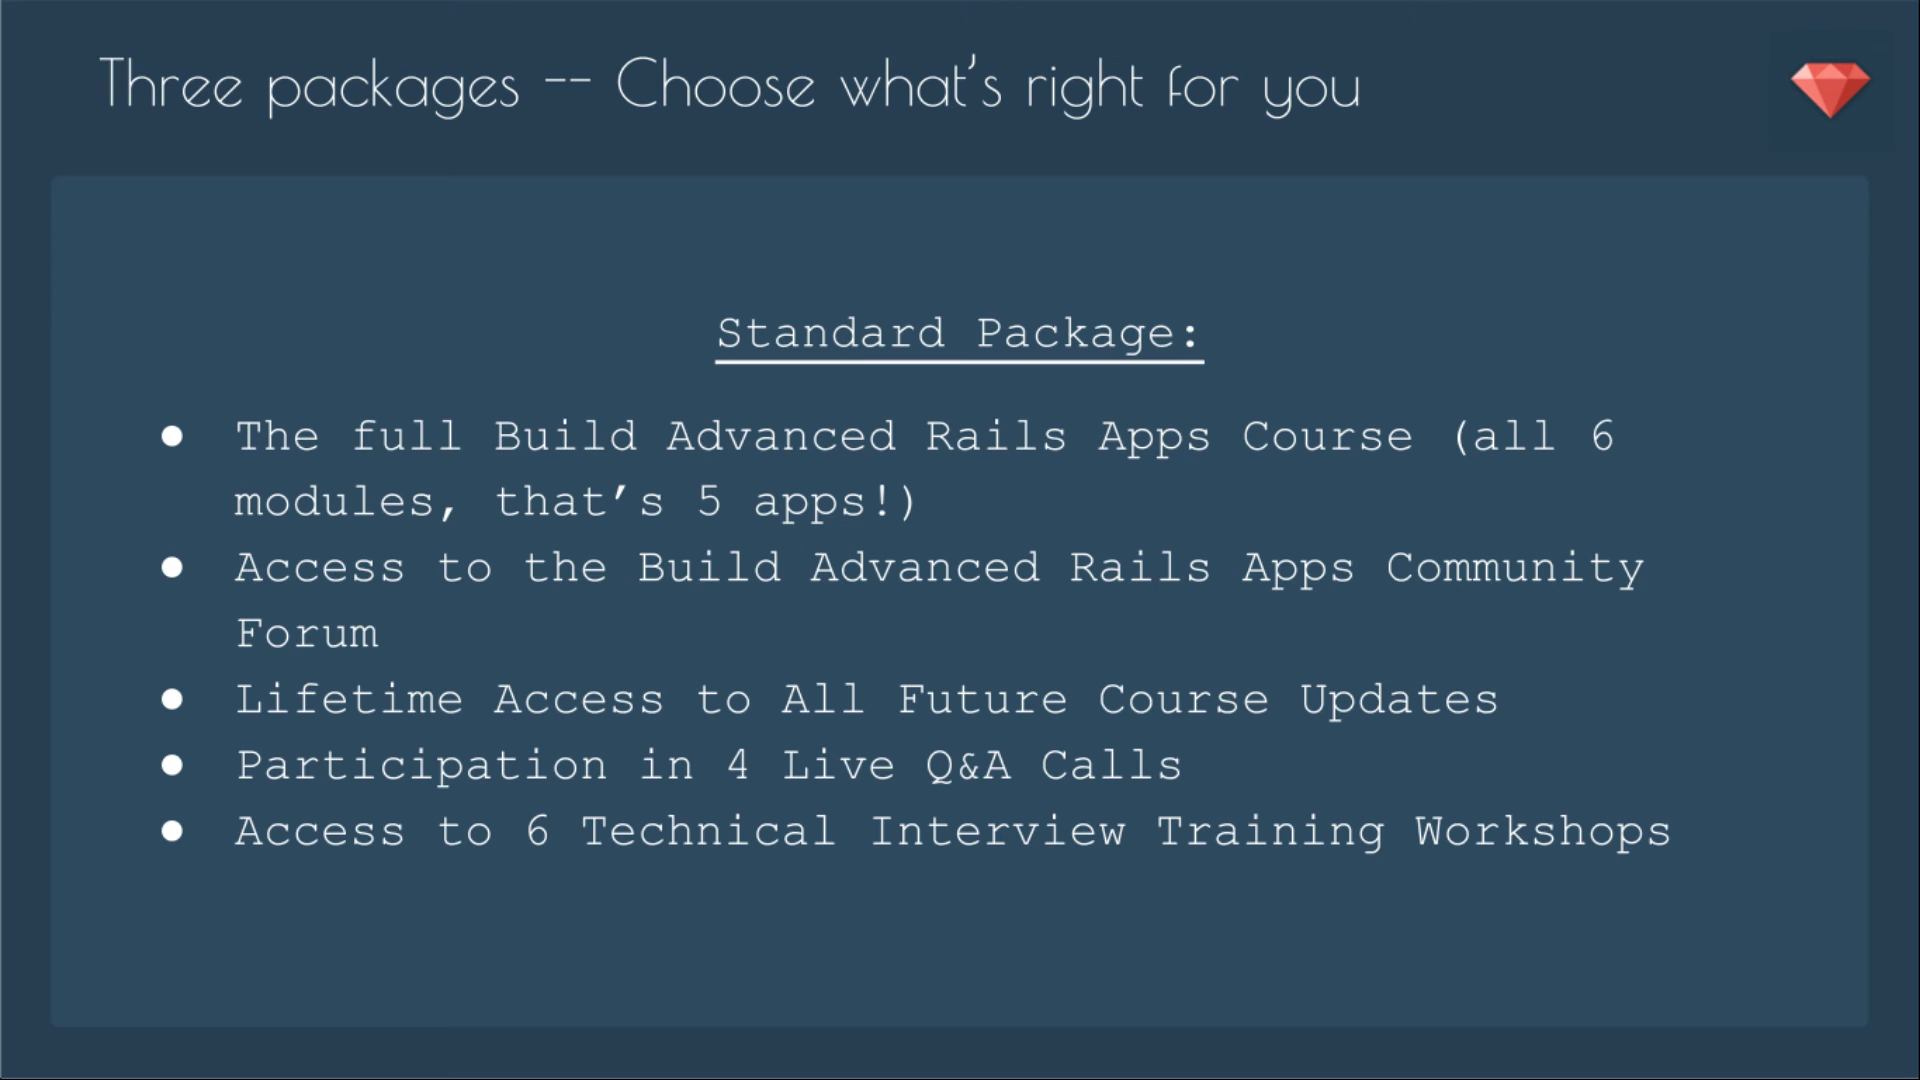 Three packages -- Choose what's right for you
Standard Package:
● The full Build Advanced Rails Apps Course (all 6
modules, that’s 5 apps!)
● Access to the Build Advanced Rails Apps Community
Forum
● Lifetime Access to All Future Course Updates
● Participation in 4 Live Q&A Calls
● Access to 6 Technical Interview Training Workshops